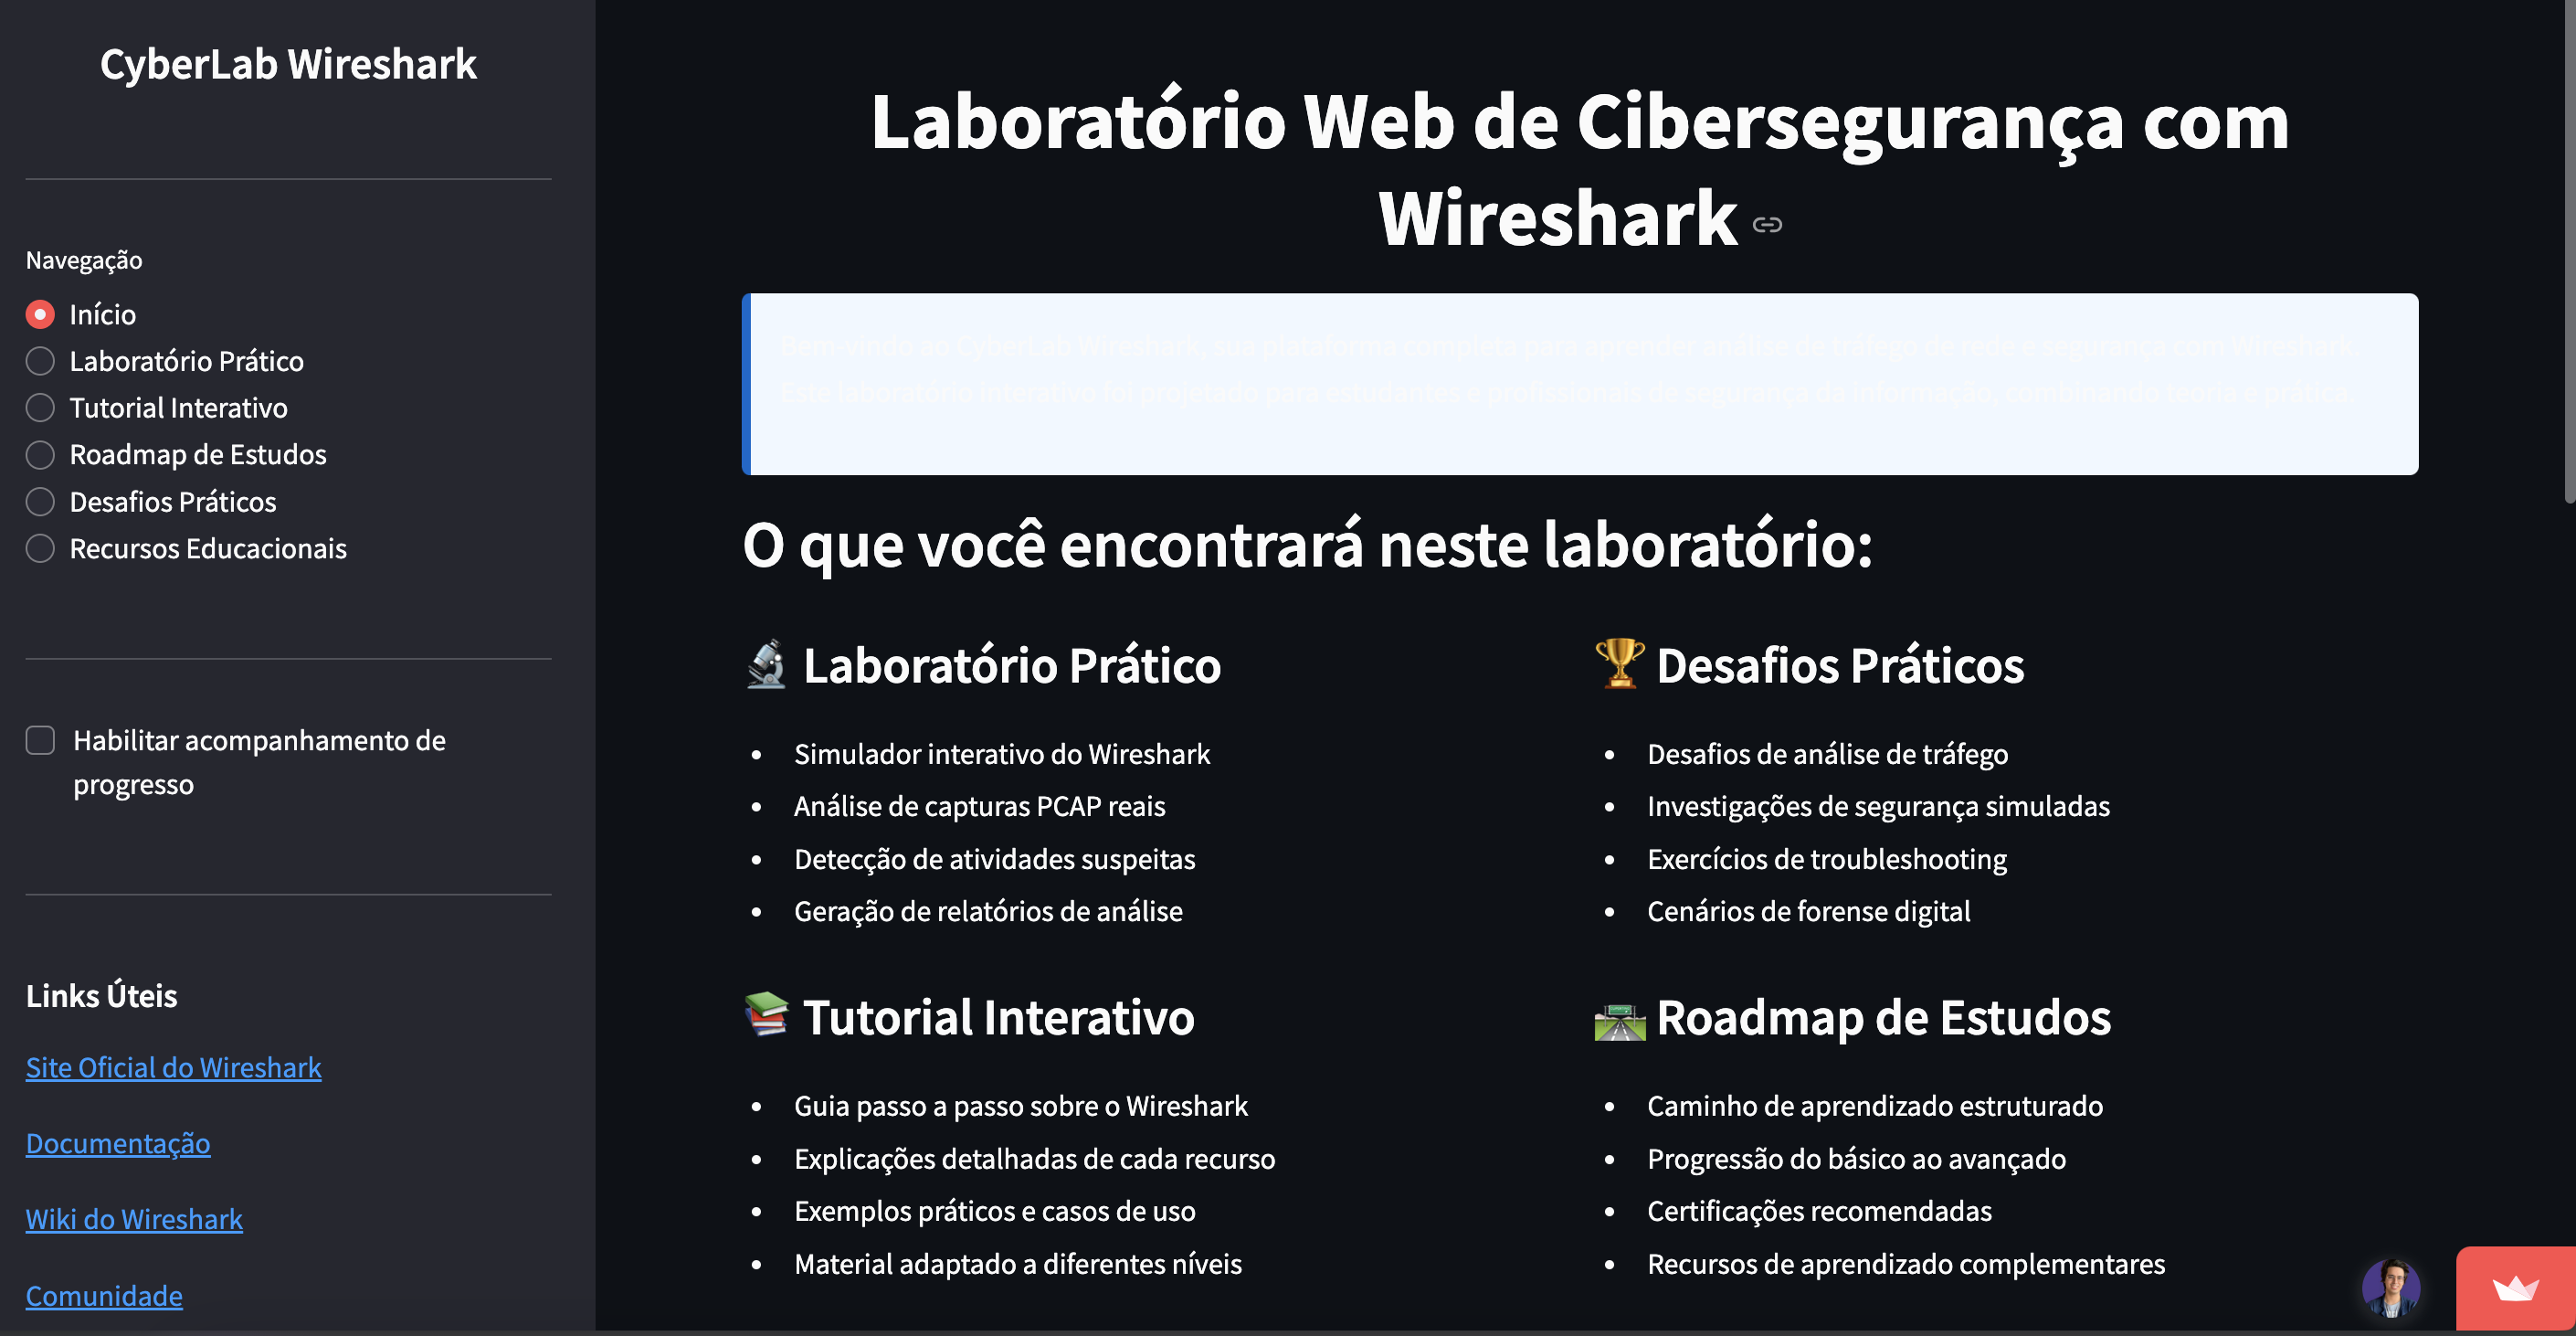 CyberLab Wireshark
Navegação
Início
Laboratório Prático
Tutorial Interativo
Roadmap de Estudos
Desafios Práticos
Recursos Educacionais
Habilitar acompanhamento de
progresso
Links Úteis
Site Oficial do Wireshark
Documentação
Wiki do Wireshark
Comunidade
Laboratório Web de Cibersegurança com
Wireshark
Bem-vindo ao CyberLab Wireshark, sua plataforma completa para aprender análise de tráfego de rede e segurança com Wireshark.
Este laboratório interativo foi projetado para estudantes e profissionais de segurança da informação, combinando teoria e prática.
O que você encontrará neste laboratório:
🔬 Laboratório Prático
• Simulador interativo do Wireshark
• Análise de capturas PCAP reais
• Detecção de atividades suspeitas
• Geração de relatórios de análise
🏆 Desafios Práticos
• Desafios de análise de tráfego
• Investigações de segurança simuladas
• Exercícios de troubleshooting
• Cenários de forense digital
📚 Tutorial Interativo
• Guia passo a passo sobre o Wireshark
• Explicações detalhadas de cada recurso
• Exemplos práticos e casos de uso
• Material adaptado a diferentes níveis
🛣️ Roadmap de Estudos
• Caminho de aprendizado estruturado
• Progressão do básico ao avançado
• Certificações recomendadas
• Recursos de aprendizado complementares